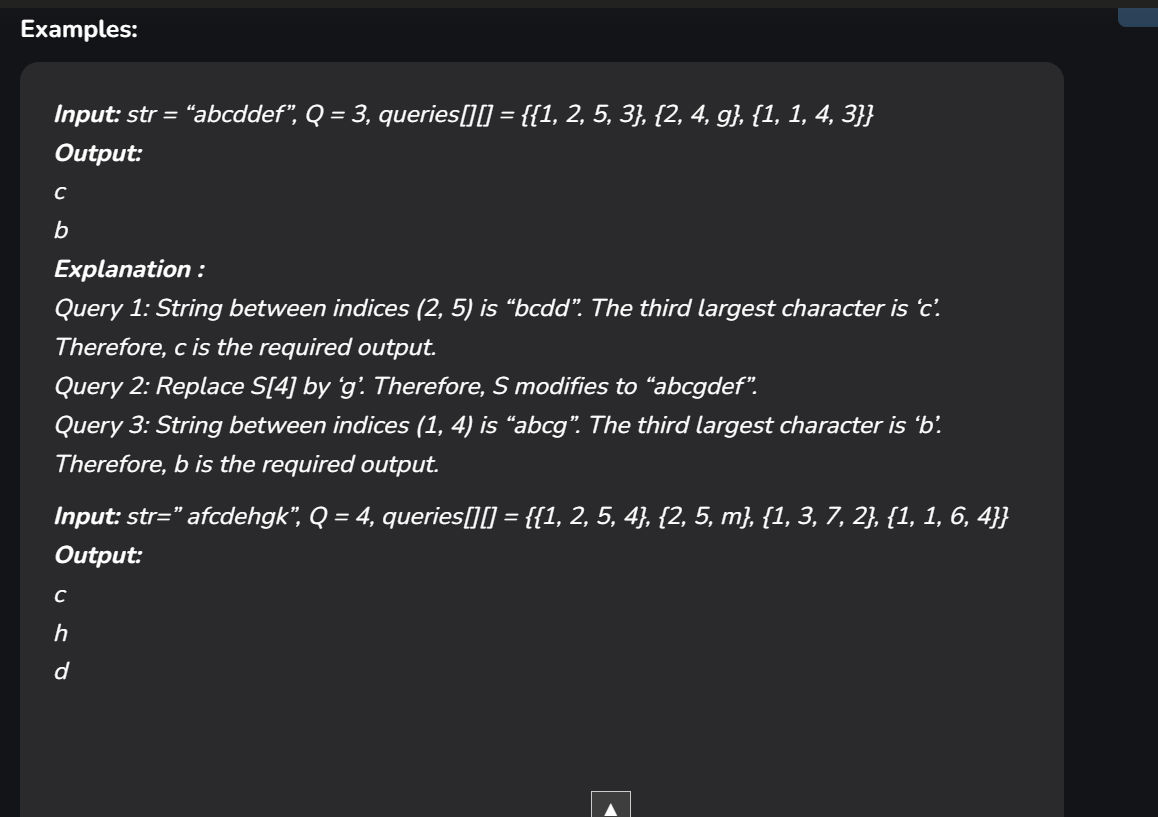 Examples:
Input: str = “abcddef”, Q = 3, queries[][] = {{1, 2, 5, 3}, {2, 4, g}, {1, 1, 4, 3}}
Output:
c
b
Explanation :
Query 1: String between indices (2, 5) is “bcdd”. The third largest character is ‘c’.
Therefore, c is the required output.
Query 2: Replace S[4] by ‘g’. Therefore, S modifies to “abcgdef”.
Query 3: String between indices (1, 4) is “abcg”. The third largest character is ‘b’.
Therefore, b is the required output.
Input: str=” afcdehgk”, Q = 4, queries[][] = {{1, 2, 5, 4}, {2, 5, m}, {1, 3, 7, 2}, {1, 1, 6, 4}}
Output:
c
h
d